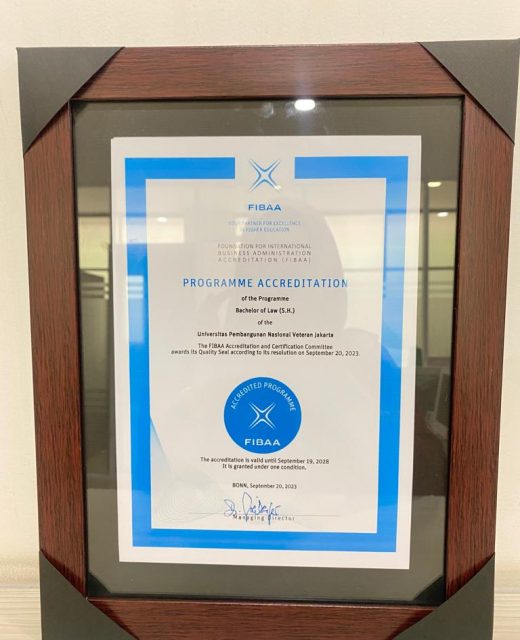 FIBAA
YOUR PARTNER FOR EXCELLENCE
IN HIGHER EDUCATION
FOUNDATION FOR INTERNATIONAL
BUSINESS ADMINISTRATION
ACCREDITATION (FIBAA)
PROGRAMME ACCREDITATION
of the Programme
Bachelor of Law (S.H.)
of the
Universitas Pembangunan Nasional Veteran Jakarta
The FIBAA Accreditation and Certification Committee
awards its Quality Seal according to its resolution on September 20, 2023.
ACCREDITED PROGRAMME
FIBAA
The accreditation is valid until September 19, 2028
It is granted under one condition.
BONN, September 20, 2023
Managing Director